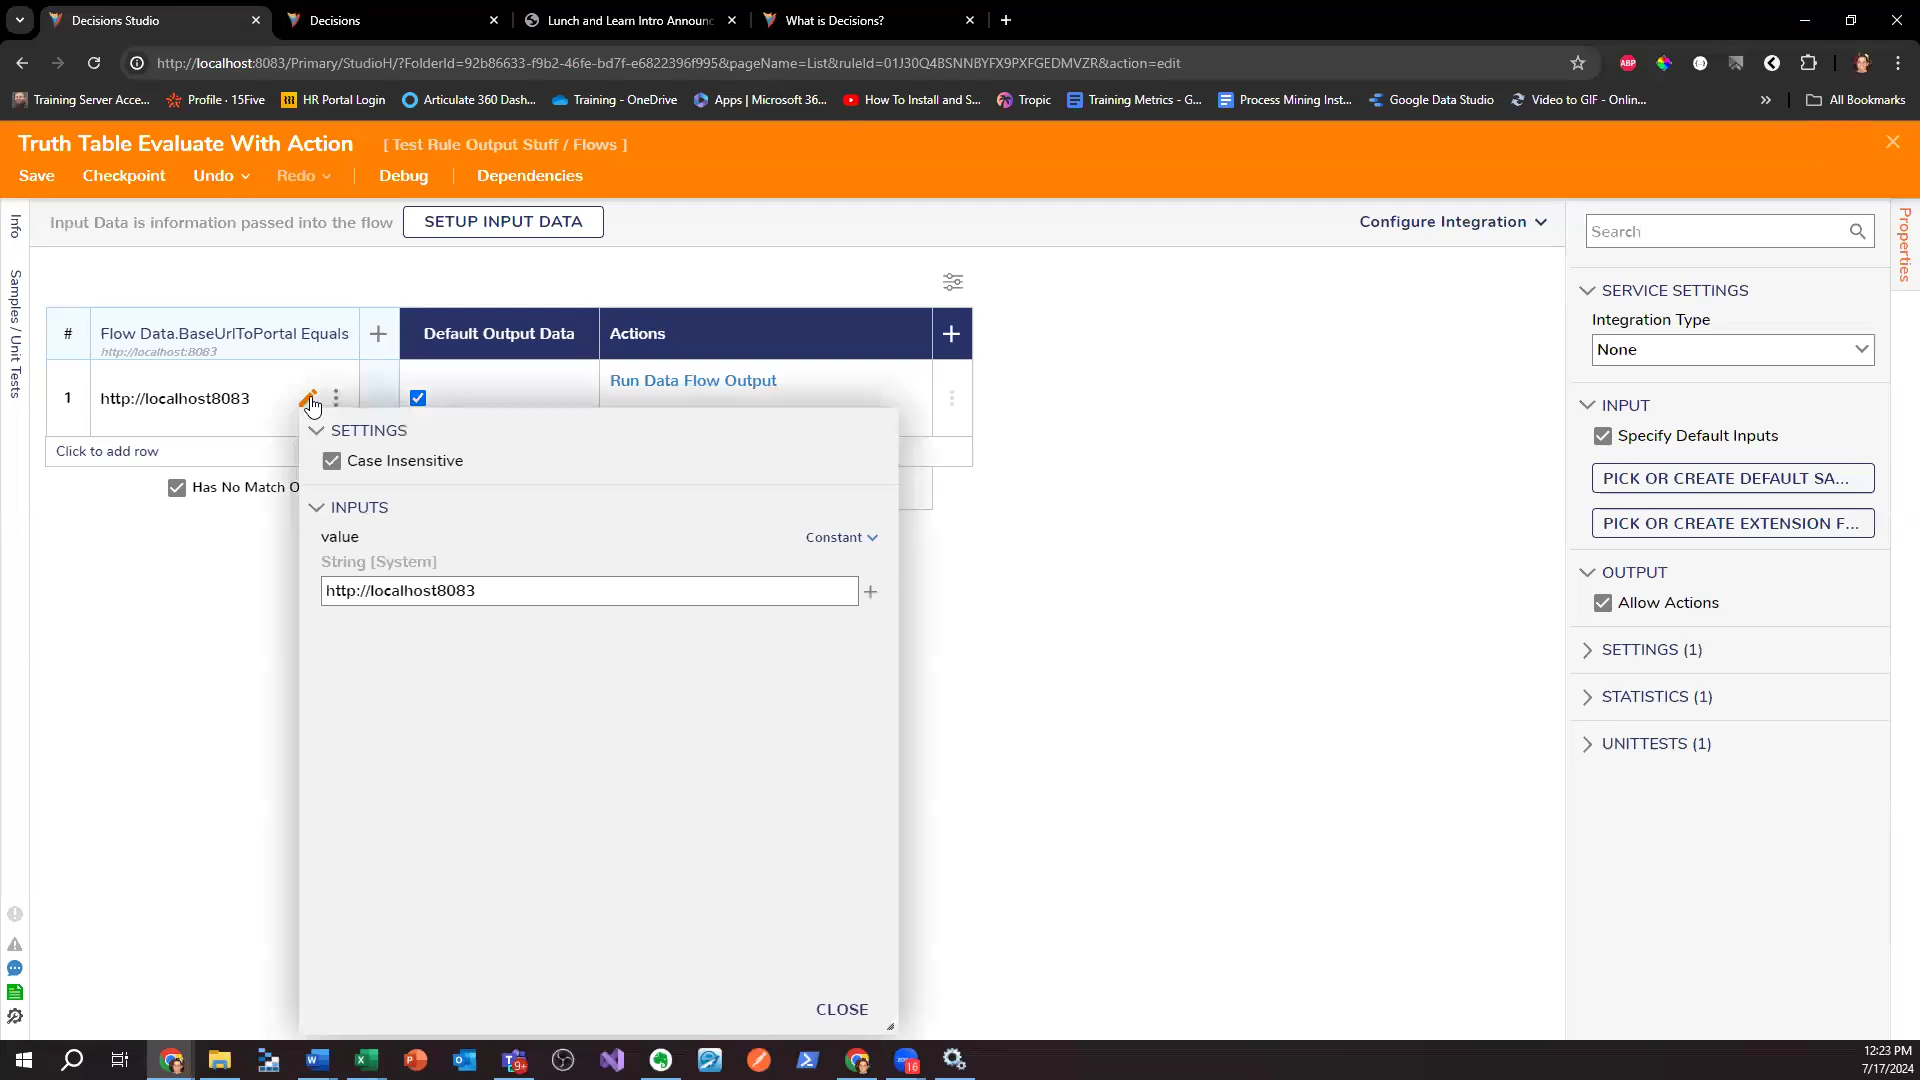 Decisions Studio
Decisions
Lunch and Learn Intro Announc
What is Decisions?
http://localhost:8083/Primary/StudioH/?FolderId=92b86633-f9b2-46fe-bd7f-e6822396f995&pageName=List&ruleId=01J30Q4BSNNBYFX9PXFGEDMVZR&action=edit
ABP
Training Server Acce...
Profile · 15Five
HR Portal Login
Articulate 360 Dash...
Training - OneDrive
Apps | Microsoft 36...
How To Install and S...
Tropic
Training Metrics - G...
Process Mining Inst...
Google Data Studio
Video to GIF - Onlin...
All Bookmarks
Truth Table Evaluate With Action [ Test Rule Output Stuff / Flows ]
Save Checkpoint Undo Redo Debug Dependencies
Info
Samples / Unit Tests
Input Data is information passed into the flow
SETUP INPUT DATA
Configure Integration
# Flow Data.BaseUrlToPortal Equals Default Output Data Actions
http://localhost:8083
1 http://localhost8083 Run Data Flow Output
Click to add row
Has No Match O
SETTINGS
Case Insensitive
INPUTS
value Constant
String [System]
http://localhost8083
CLOSE
Properties
Search
SERVICE SETTINGS
Integration Type
None
INPUT
Specify Default Inputs
PICK OR CREATE DEFAULT SA...
PICK OR CREATE EXTENSION F...
OUTPUT
Allow Actions
SETTINGS (1)
STATISTICS (1)
UNITTESTS (1)
9+
16
12:23 PM
7/17/2024